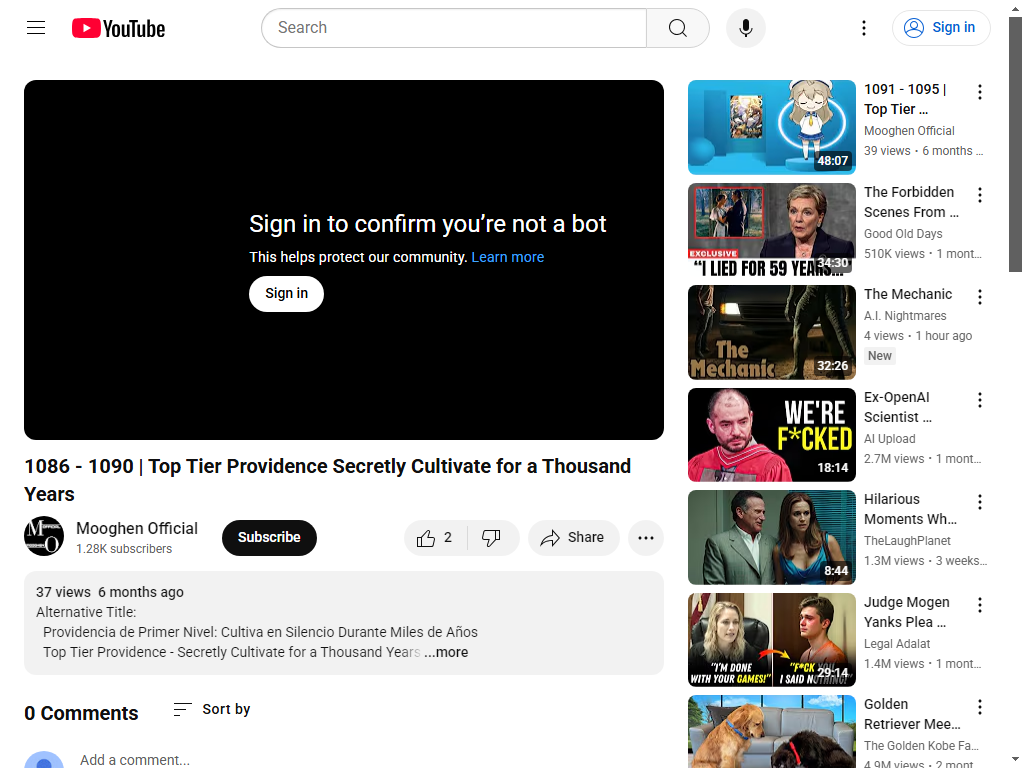 YouTube
Search
Sign in
Sign in to confirm you're not a bot
This helps protect our community. Learn more
Sign in
1086 - 1090 | Top Tier Providence Secretly Cultivate for a Thousand
Years
Mooghen Official
1.28K subscribers
Subscribe
2
Share
37 views 6 months ago
Alternative Title:
Providencia de Primer Nivel: Cultiva en Silencio Durante Miles de Años
Top Tier Providence - Secretly Cultivate for a Thousand Years ...more
0 Comments
Sort by
Add a comment...
48:07
1091 - 1095 |
Top Tier ...
Mooghen Official
39 views • 6 months ...
EXCLUSIVE
"I LIED FOR 59 YEARS...
34:30
The Forbidden
Scenes From ...
Good Old Days
510K views • 1 mont...
The
Mechanic
32:26
The Mechanic
A.I. Nightmares
4 views • 1 hour ago
New
WE'RE
F*CKED
18:14
Ex-OpenAI
Scientist ...
AI Upload
2.7M views • 1 mont...
8:44
Hilarious
Moments Wh...
TheLaughPlanet
1.3M views • 3 weeks...
"I'M DONE
WITH YOUR GAMES!"
"F*CK YOU
I SAID NOTHING!"
29:14
Judge Mogen
Yanks Plea ...
Legal Adalat
1.4M views • 1 mont...
Golden
Retriever Mee...
The Golden Kobe Fa...
4.9M views • 2 mont...